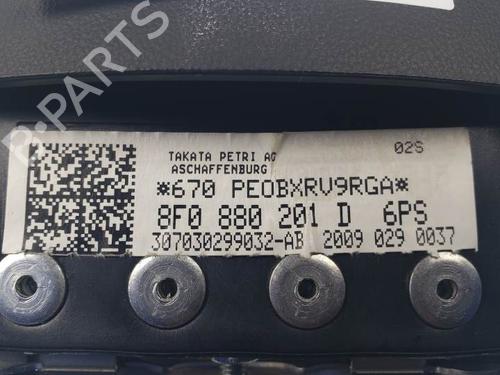 B-PARTS
TAKATA PETRI AG
ASCHAFFENBURG
02S
*670 PEOBXRV9RGA*
8F0 880 201 D 6PS
307030299032-AB 2009 029 0037